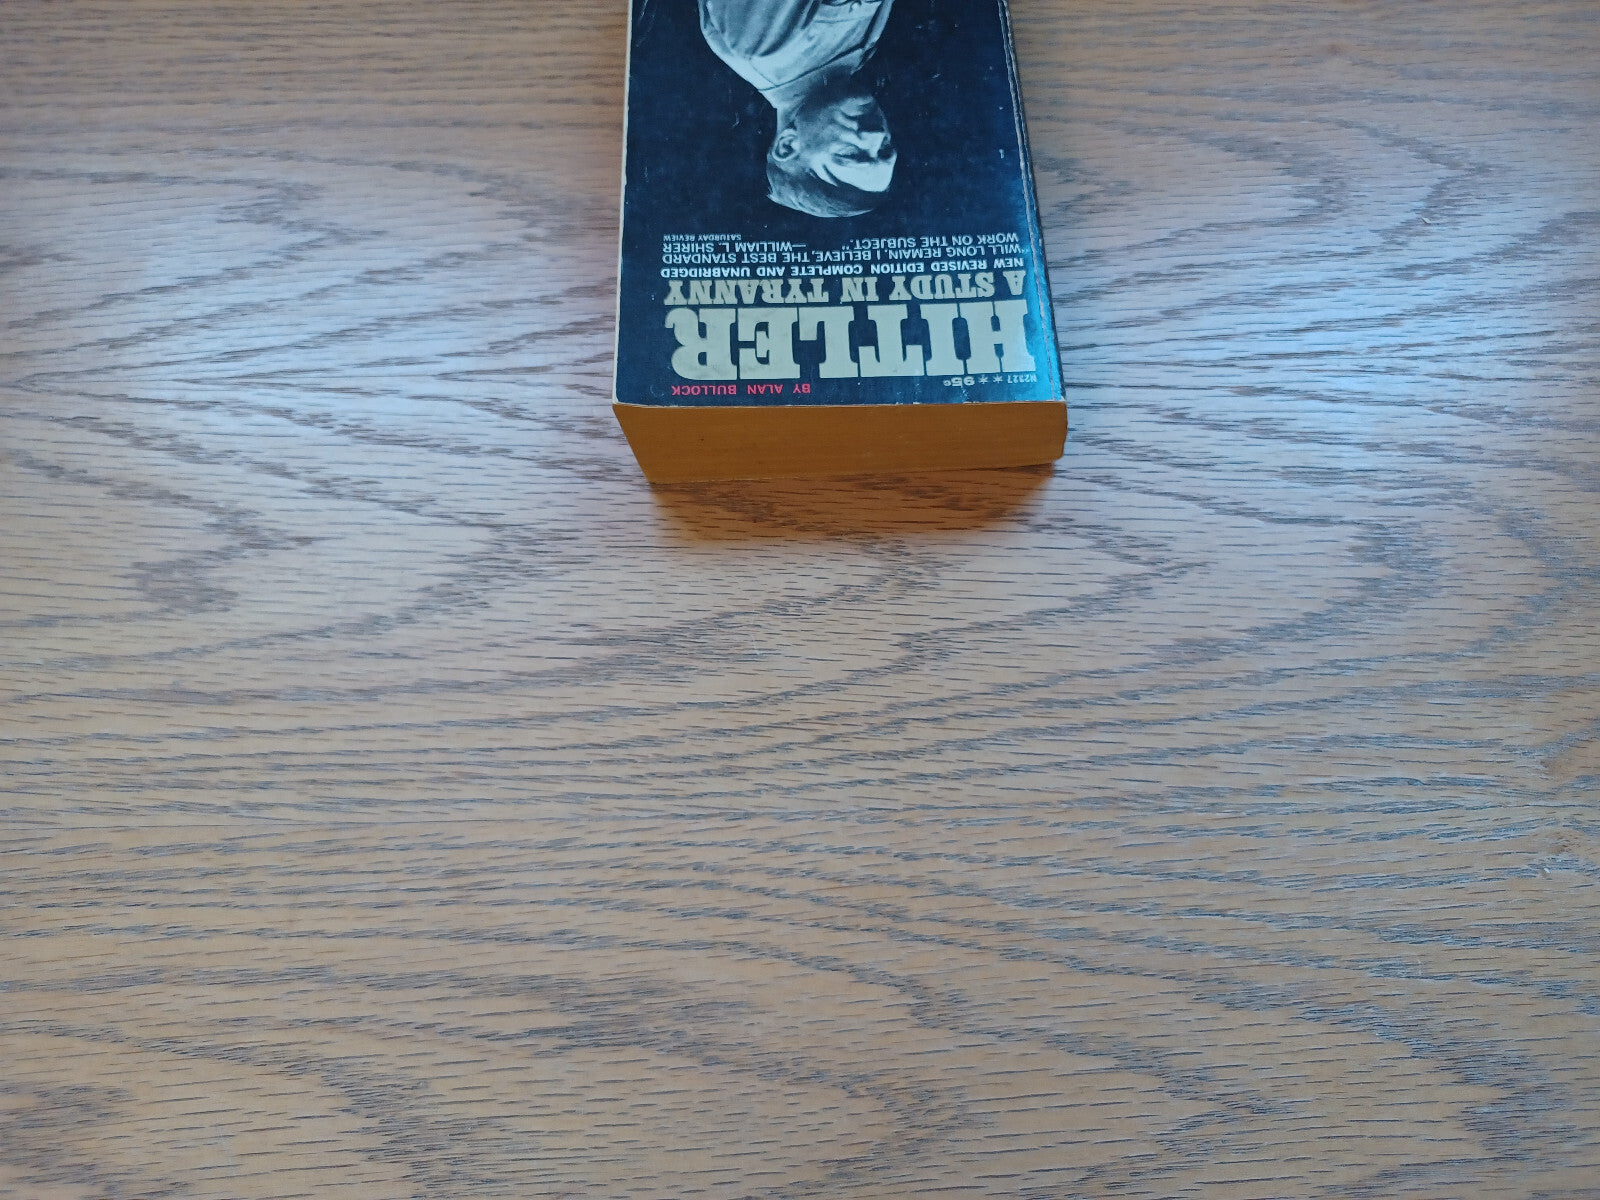 N2327 ★★ 95¢
BY ALAN BULLOCK
HITLER
A STUDY IN TYRANNY
NEW REVISED EDITION COMPLETE AND UNABRIDGED
"WILL LONG REMAIN, I BELIEVE, THE BEST STANDARD
WORK ON THE SUBJECT." —WILLIAM L. SHIRER
SATURDAY REVIEW